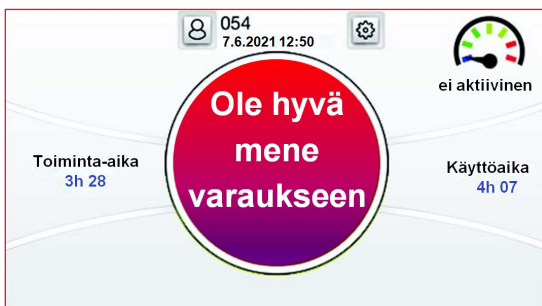 054
7.6.2021 12:50
ei aktiivinen
Ole hyvä
mene
varaukseen
Toiminta-aika
3h 28
Käyttöaika
4h 07